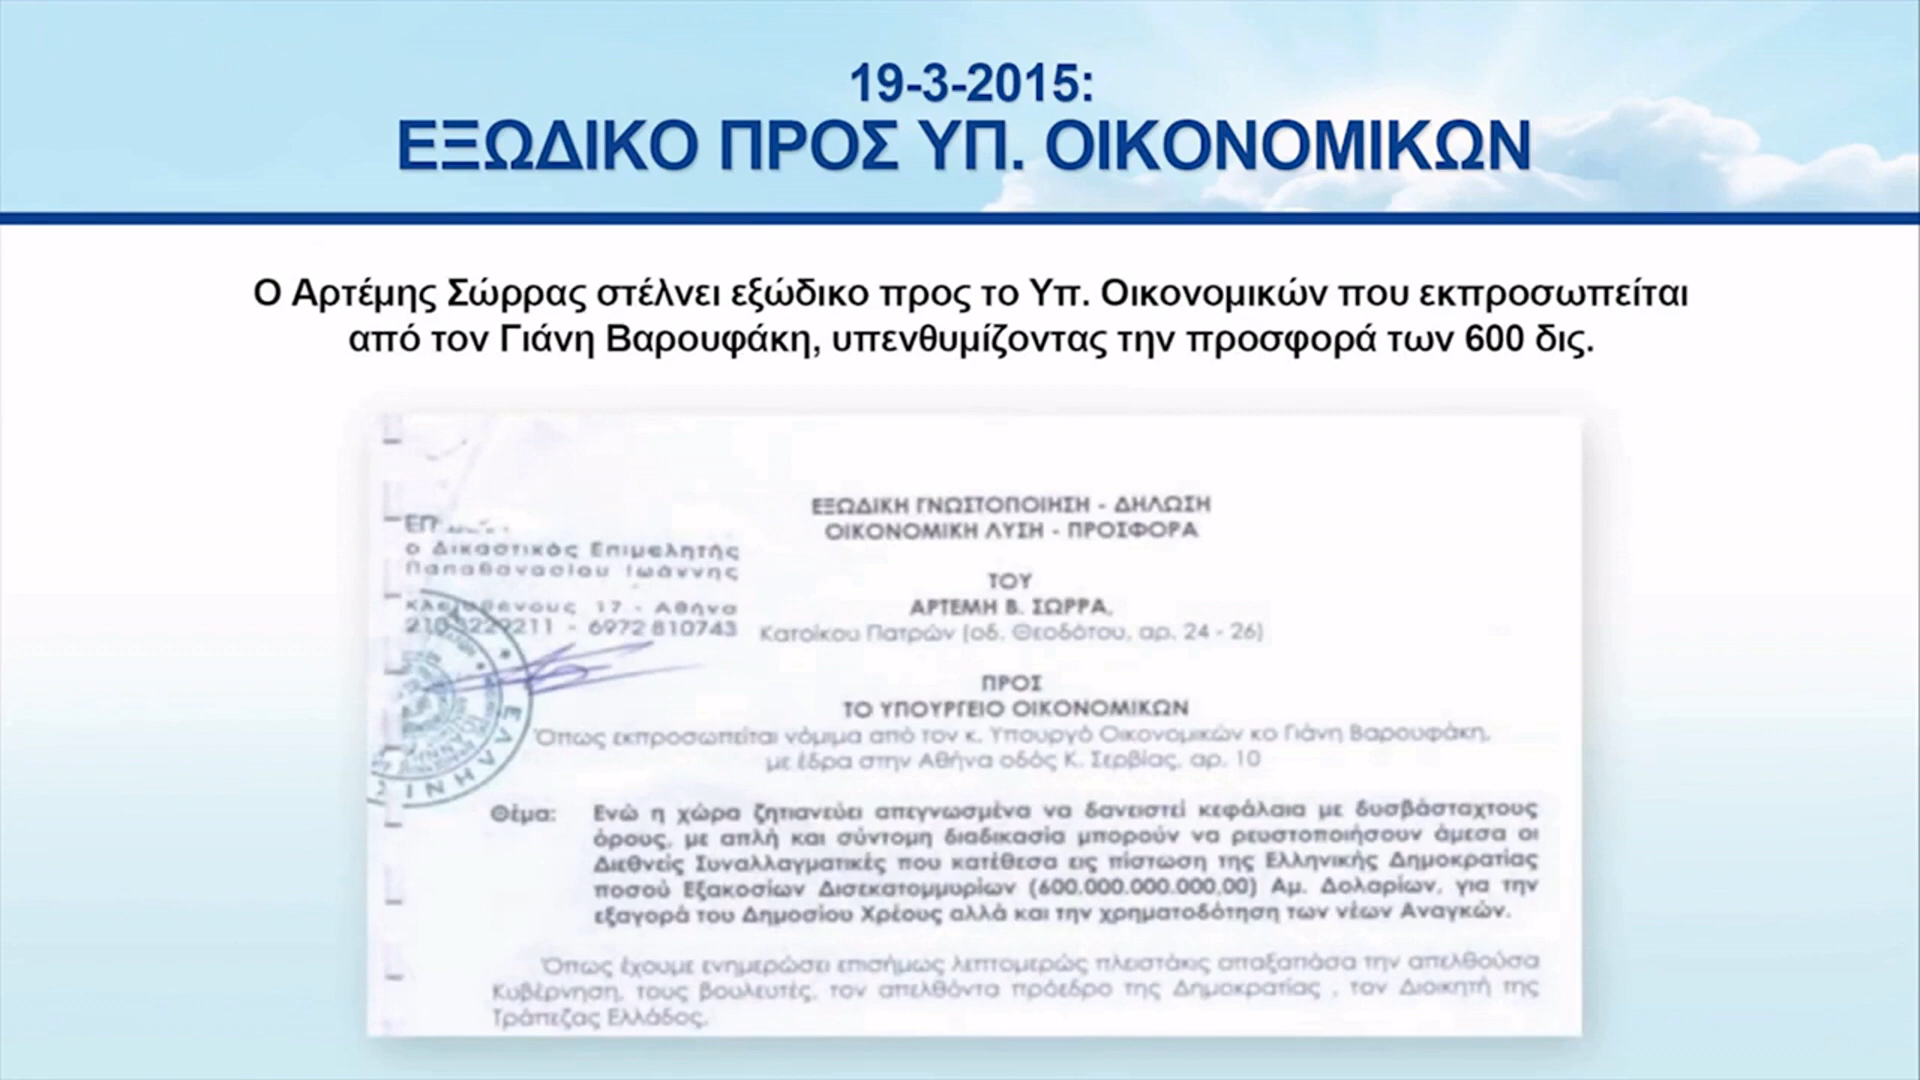 19-3-2015:
ΕΞΩΔΙΚΟ ΠΡΟΣ ΥΠ. ΟΙΚΟΝΟΜΙΚΩΝ
Ο Αρτέμης Σώρρας στέλνει εξώδικο προς το Υπ. Οικονομικών που εκπροσωπείται
από τον Γιάνη Βαρουφάκη, υπενθυμίζοντας την προσφορά των 600 δις.
ΕΞΩΔΙΚΗ ΓΝΩΣΤΟΠΟΙΗΣΗ - ΔΗΛΩΣΗ
ΟΙΚΟΝΟΜΙΚΗ ΛΥΣΗ - ΠΡΟΣΦΟΡΑ
ο Δικαστικός Επιμελητής
Παπαθανασίου Ιωάννης
Κλεισθένους 17 - Αθήνα
210 5229211 - 6972 810743
ΤΟΥ
ΑΡΤΕΜΗ Β. ΣΩΡΡΑ,
Κατοίκου Πατρών (οδ. Θεοδότου, αρ. 24 - 26)
ΠΡΟΣ
ΤΟ ΥΠΟΥΡΓΕΙΟ ΟΙΚΟΝΟΜΙΚΩΝ
Όπως εκπροσωπείται νόμιμα από τον κ. Υπουργό Οικονομικών κο Γιάνη Βαρουφάκη,
με έδρα στην Αθήνα οδός Κ. Σερβίας, αρ. 10
Θέμα: Ενώ η χώρα ζητιανεύει απεγνωσμένα να δανειστεί κεφάλαια με δυσβάσταχτους
όρους, με απλή και σύντομη διαδικασία μπορούν να ρευστοποιήσουν άμεσα οι
Διεθνείς Συναλλαγματικές που κατέθεσα εις πίστωση της Ελληνικής Δημοκρατίας
ποσού Εξακοσίων Δισεκατομμυρίων (600.000.000.000,00) Αμ. Δολαρίων, για την
εξαγορά του Δημοσίου Χρέους αλλά και την χρηματοδότηση των νέων Αναγκών.
Όπως έχουμε ενημερώσει επισήμως λεπτομερώς πλειστάκις απαξαπάσα την απελθούσα
Κυβέρνηση, τους βουλευτές, τον απελθόντα πρόεδρο της Δημοκρατίας , τον Διοικητή της
Τράπεζας Ελλάδος.